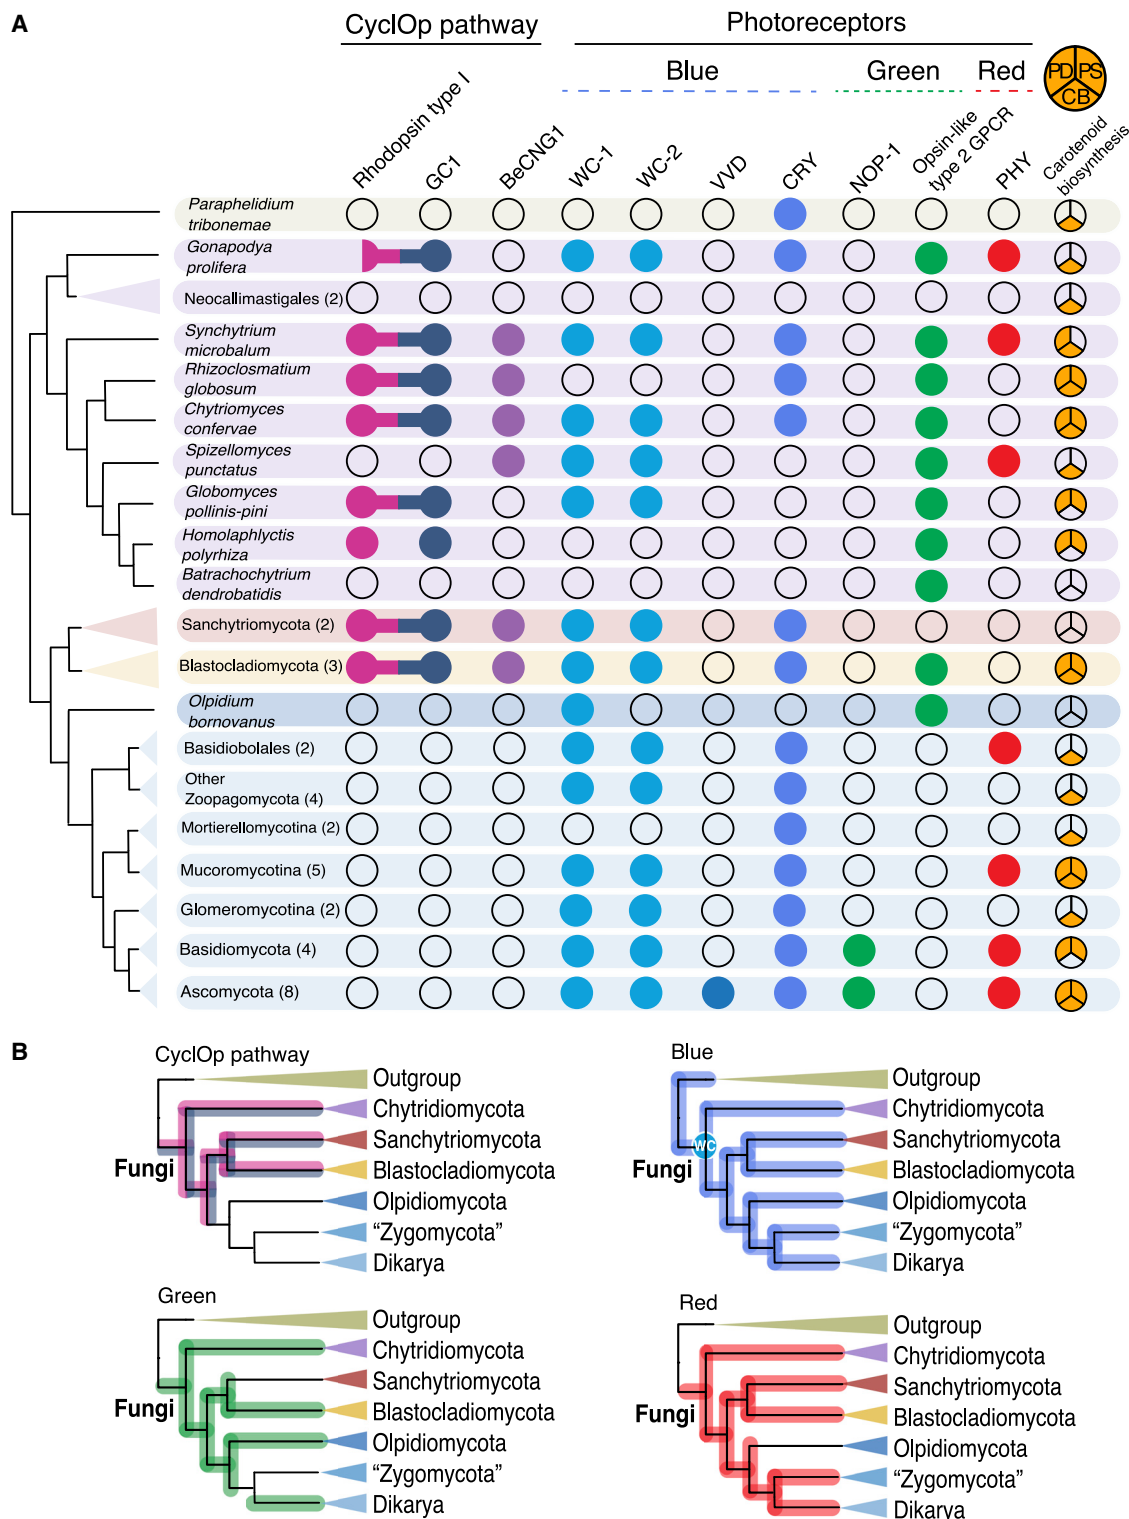 A
CyclOp pathway
Photoreceptors
Blue
Green
Red
PD
PS
CB
Rhodopsin type I
GC1
BeCNG1
WC-1
WC-2
VVD
CRY
NOP-1
Opsin-like
type 2 GPCR
PHY
Carotenoid
biosynthesis
Paraphelidium
tribonemae
Gonapodya
prolifera
Neocallimastigales (2)
Synchytrium
microbalum
Rhizoclosmatium
globosum
Chytriomyces
confervae
Spizellomyces
punctatus
Globomyces
pollinis-pini
Homolaphlyctis
polyrhiza
Batrachochytrium
dendrobatidis
Sanchytriomycota (2)
Blastocladiomycota (3)
Olpidium
bornovanus
Basidiobolales (2)
Other
Zoopagomycota (4)
Mortierellomycotina (2)
Mucoromycotina (5)
Glomeromycotina (2)
Basidiomycota (4)
Ascomycota (8)
B
CyclOp pathway
Outgroup
Chytridiomycota
Sanchytriomycota
Fungi
Blastocladiomycota
Olpidiomycota
“Zygomycota”
Dikarya
Blue
Outgroup
Chytridiomycota
WC
Sanchytriomycota
Fungi
Blastocladiomycota
Olpidiomycota
“Zygomycota”
Dikarya
Green
Outgroup
Chytridiomycota
Sanchytriomycota
Fungi
Blastocladiomycota
Olpidiomycota
“Zygomycota”
Dikarya
Red
Outgroup
Chytridiomycota
Sanchytriomycota
Fungi
Blastocladiomycota
Olpidiomycota
“Zygomycota”
Dikarya